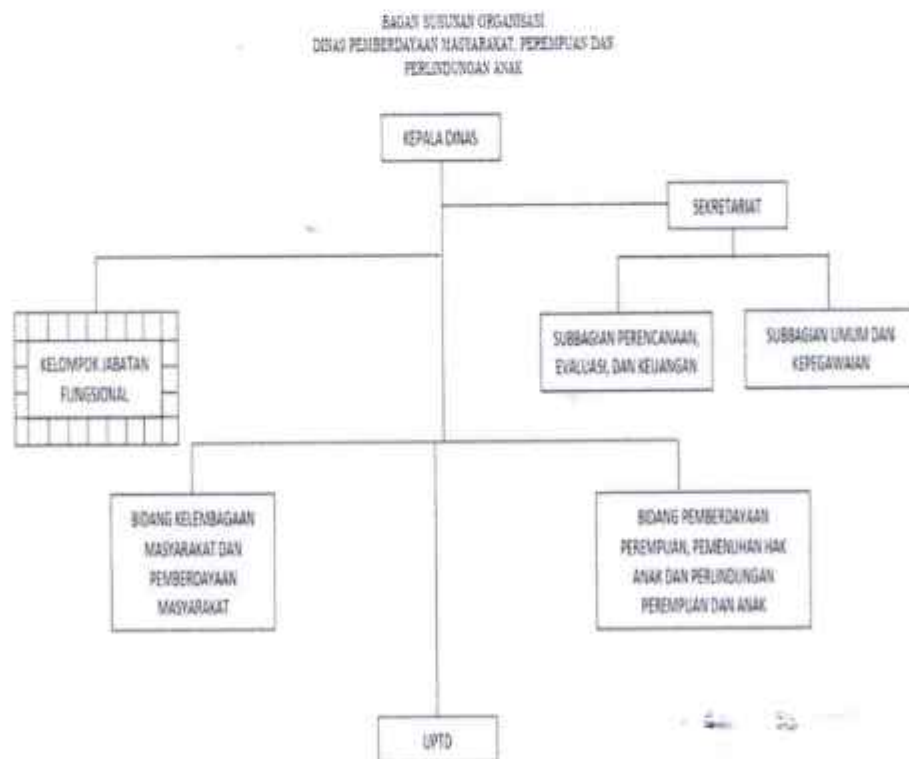 BAGAN SUSUNAN ORGANISASI
DINAS PEMBERDAYAAN MASYARAKAT, PEREMPUAN DAN
PERLINDUNGAN ANAK
KEPALA DINAS
SEKRETARIAT
SUBBAGIAN PERENCANAAN,
EVALUASI, DAN KEUANGAN
SUBBAGIAN UMUM DAN
KEPEGAWAIAN
KELOMPOK JABATAN
FUNGSIONAL
BIDANG KELEMBAGAAN
MASYARAKAT DAN
PEMBERDAYAAN
MASYARAKAT
BIDANG PEMBERDAYAAN
PEREMPUAN, PEMENUHAN HAK
ANAK DAN PERLINDUNGAN
PEREMPUAN DAN ANAK
UPTD